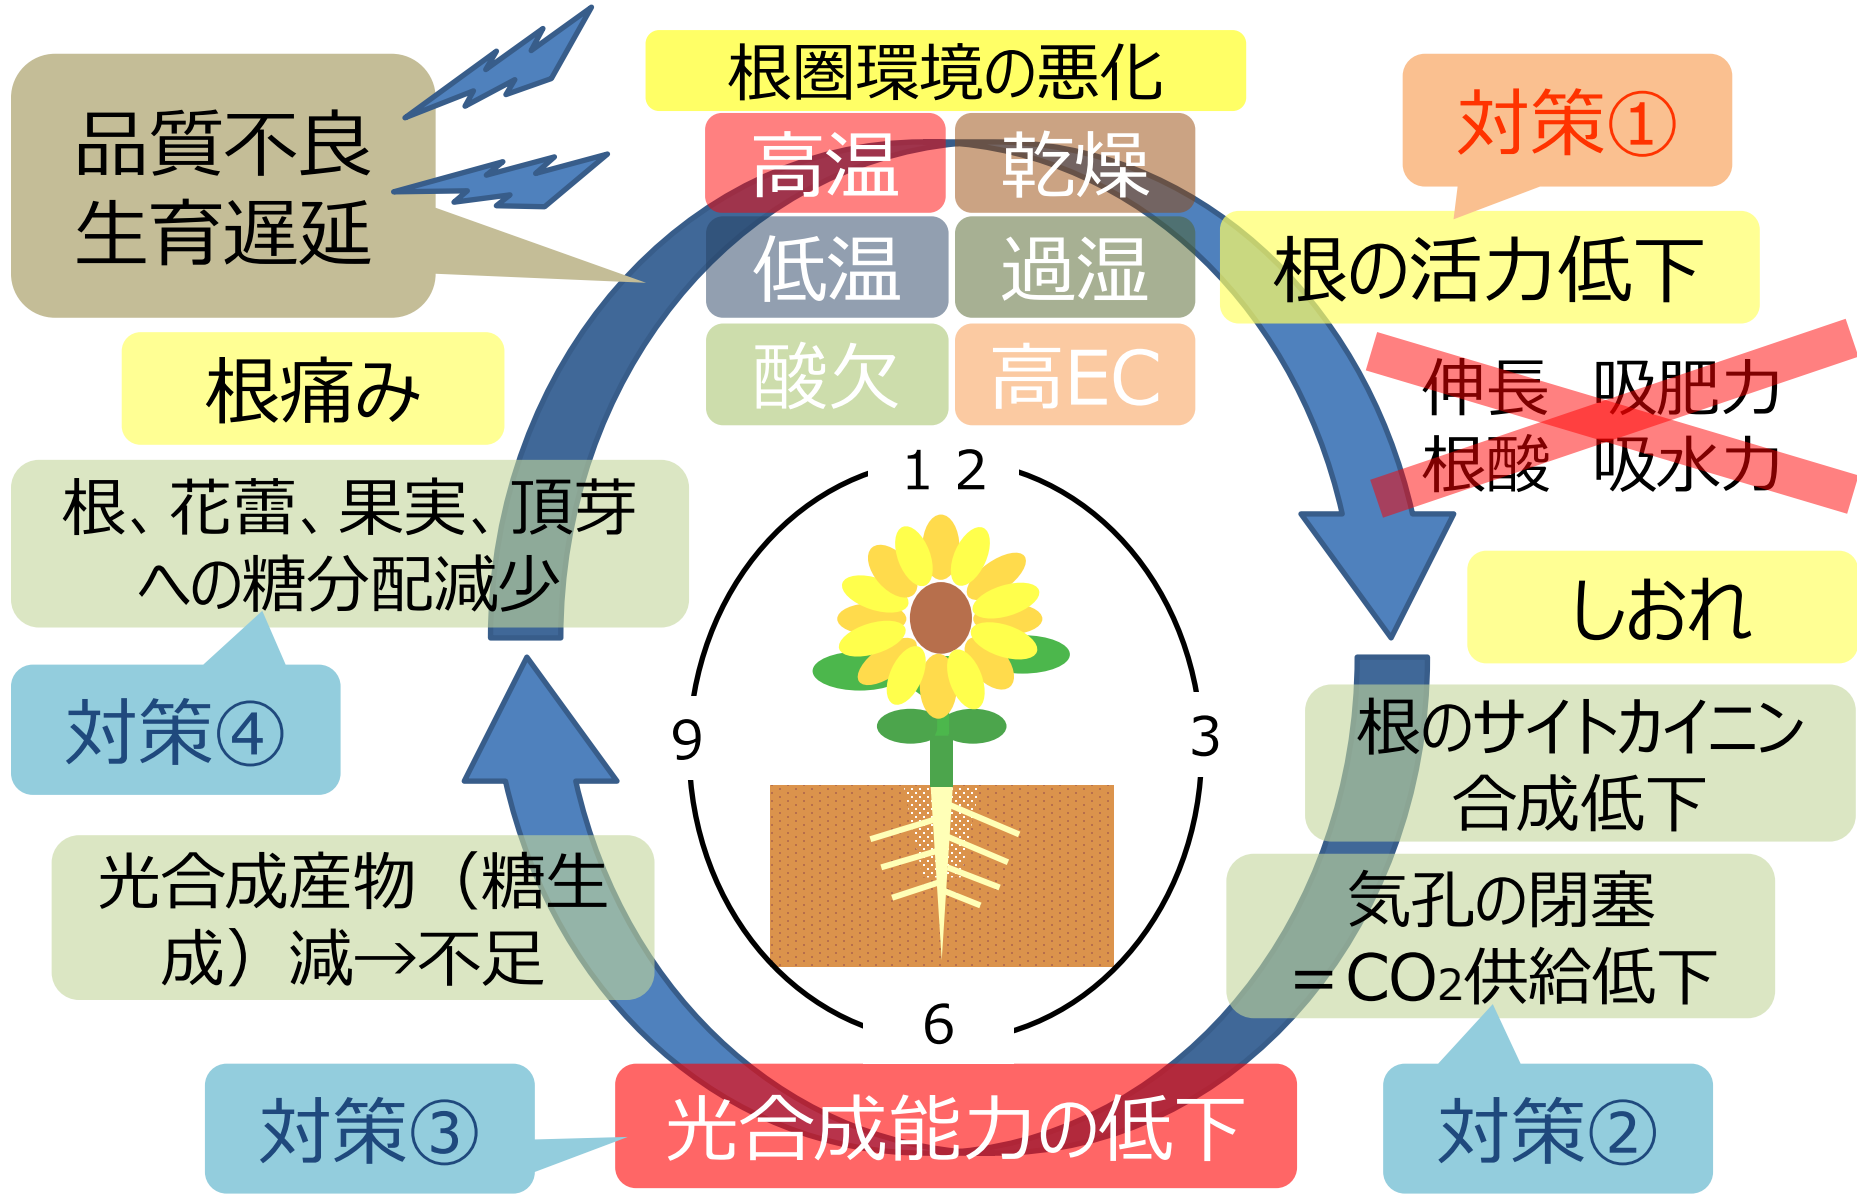 根圏環境の悪化
高温
乾燥
低温
過湿
酸欠
高EC
対策①
根の活力低下
伸長 吸肥力
根酸 吸水力
しおれ
根のサイトカイニン
合成低下
気孔の閉塞
＝CO2供給低下
対策②
光合成能力の低下
対策③
光合成産物（糖生
成）減→不足
対策④
根、花蕾、果実、頂芽
への糖分配減少
根痛み
品質不良
生育遅延
12
3
6
9